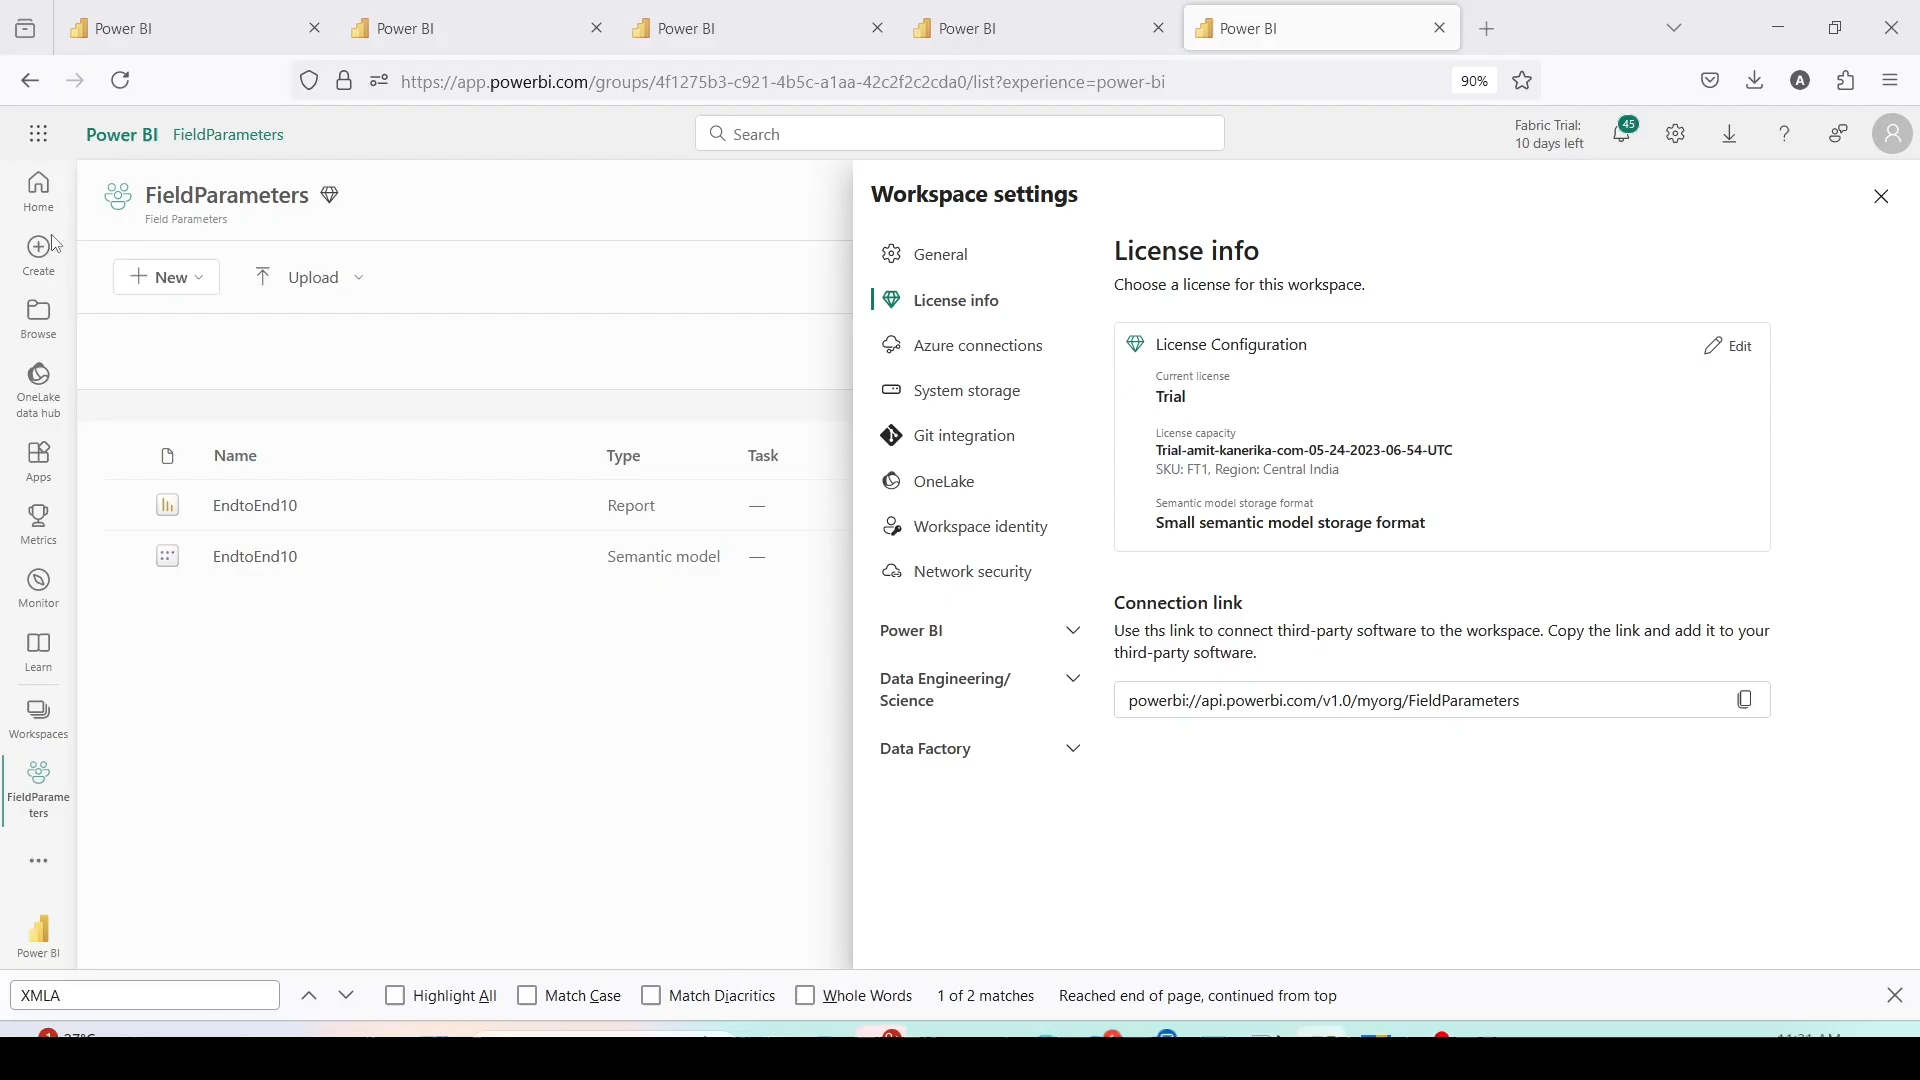 Power BI
Power BI
Power BI
Power BI
Power BI
https://app.powerbi.com/groups/4f1275b3-c921-4b5c-a1aa-42c2f2c2cda0/list?experience=power-bi
90%
A
Power BI FieldParameters
Search
Fabric Trial:
10 days left
45
Home
Create
Browse
OneLake
data hub
Apps
Metrics
Monitor
Learn
Workspaces
FieldParame
ters
Power BI
FieldParameters
Field Parameters
New
Upload
Name Type Task
EndtoEnd10 Report —
EndtoEnd10 Semantic model —
Workspace settings
General
License info
Azure connections
System storage
Git integration
OneLake
Workspace identity
Network security
Power BI
Data Engineering/
Science
Data Factory
License info
Choose a license for this workspace.
License Configuration
Edit
Current license
Trial
License capacity
Trial-amit-kanerika-com-05-24-2023-06-54-UTC
SKU: FT1, Region: Central India
Semantic model storage format
Small semantic model storage format
Connection link
Use ths link to connect third-party software to the workspace. Copy the link and add it to your
third-party software.
powerbi://api.powerbi.com/v1.0/myorg/FieldParameters
XMLA
Highlight All
Match Case
Match Diacritics
Whole Words
1 of 2 matches
Reached end of page, continued from top